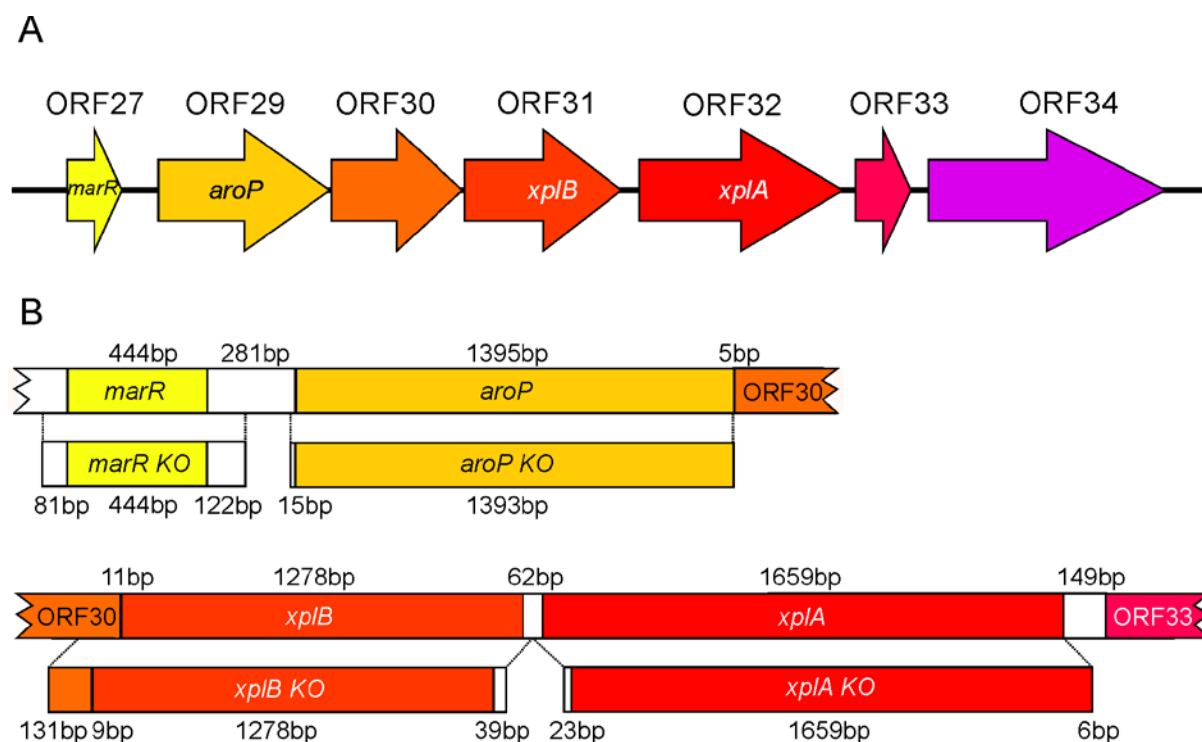 A
ORF27 ORF29 ORF30 ORF31 ORF32 ORF33 ORF34
marR aroP xplB xplA
B
444bp 281bp 1395bp 5bp
marR aroP ORF30
marR KO aroP KO
81bp 444bp 122bp 15bp 1393bp
11bp 1278bp 62bp 1659bp 149bp
ORF30 xplB xplA ORF33
xplB KO xplA KO
131bp 9bp 1278bp 39bp 23bp 1659bp 6bp